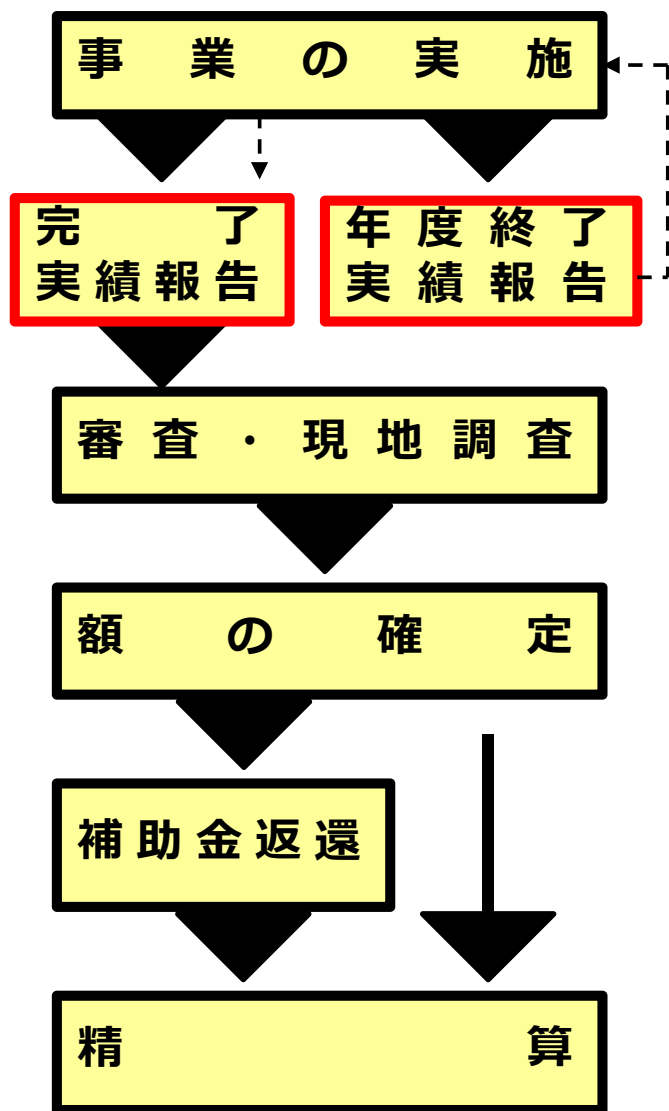 事業の実施
完了
実績報告
年度終了
実績報告
審査・現地調査
額の確定
補助金返還
精算